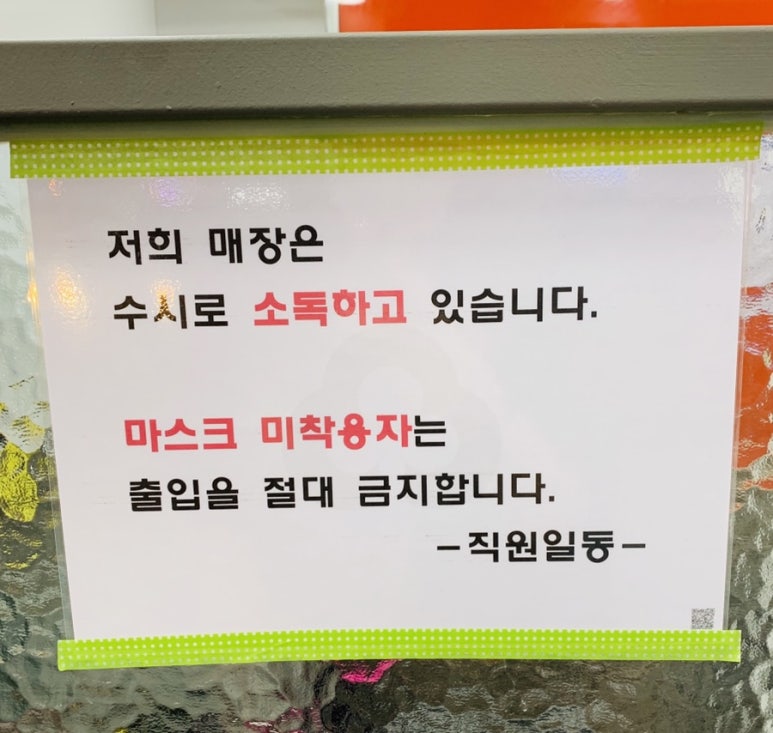 저희 매장은
수시로 소독하고 있습니다.
마스크 미착용자는
출입을 절대 금지합니다.
-직원일동-